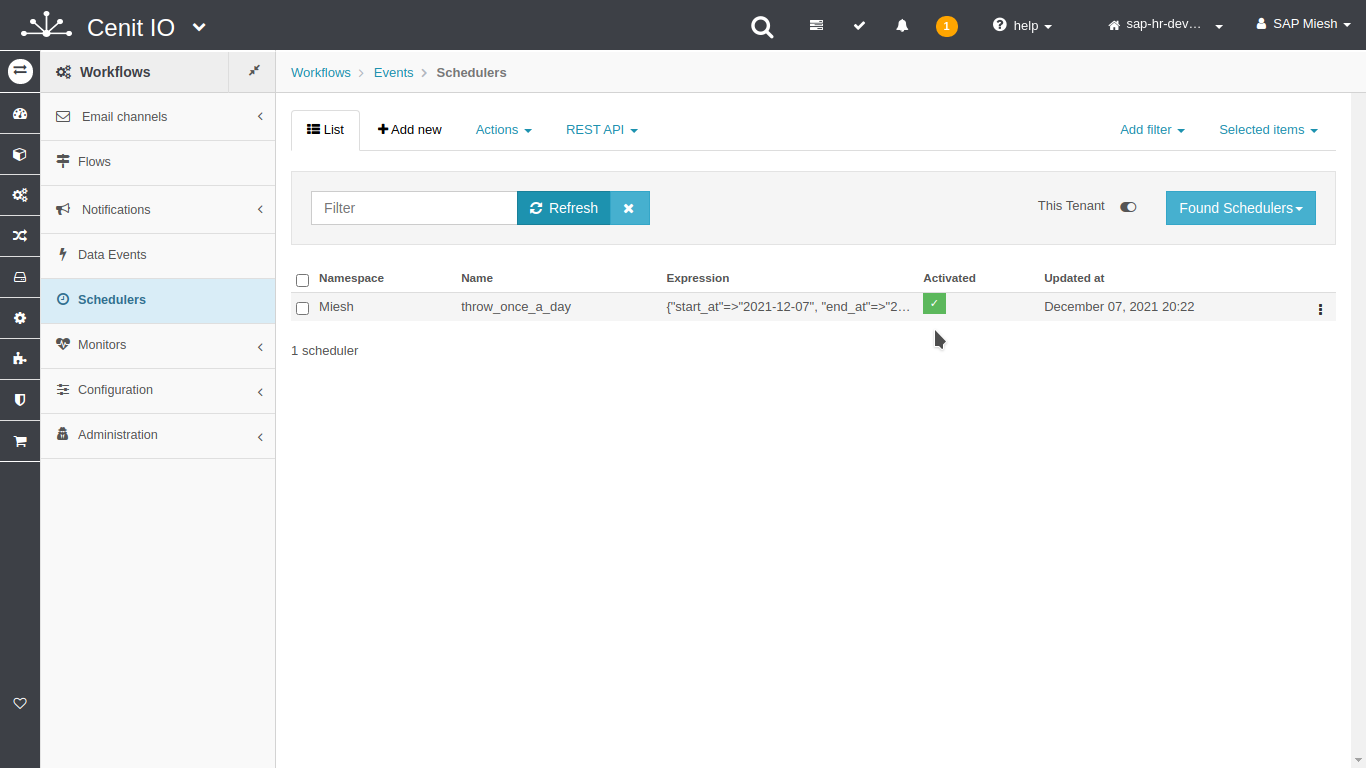 Cenit IO
1
help
sap-hr-dev…
SAP Miesh
Workflows
Workflows
Events
Schedulers
Email channels
Flows
Notifications
Data Events
Schedulers
Monitors
Configuration
Administration
List
Add new
Actions
REST API
Add filter
Selected items
Filter
Refresh
This Tenant
Found Schedulers
Namespace Name Expression Activated Updated at
Miesh throw_once_a_day {"start_at"=>"2021-12-07", "end_at"=>"2… ✓ December 07, 2021 20:22
1 scheduler